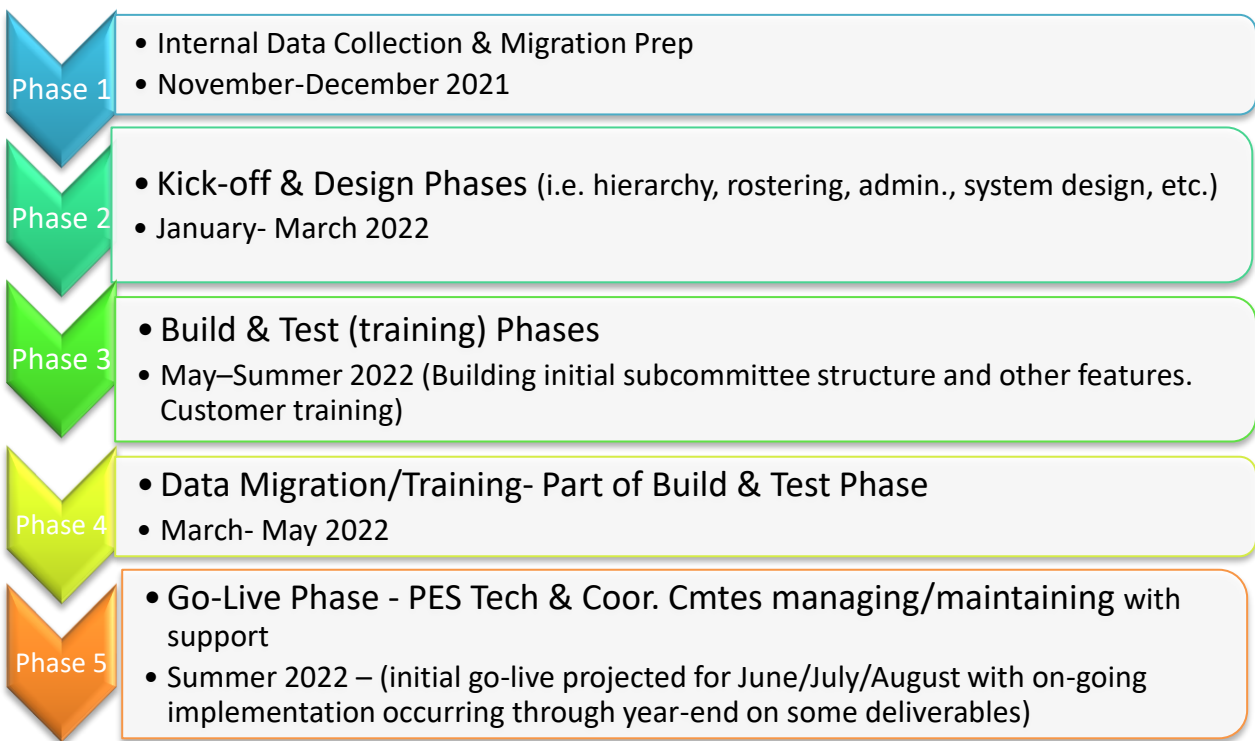 Phase 1
• Internal Data Collection & Migration Prep
• November-December 2021
Phase 2
• Kick-off & Design Phases (i.e. hierarchy, rostering, admin., system design, etc.)
• January- March 2022
Phase 3
• Build & Test (training) Phases
• May–Summer 2022 (Building initial subcommittee structure and other features.
Customer training)
Phase 4
• Data Migration/Training- Part of Build & Test Phase
• March- May 2022
Phase 5
• Go-Live Phase - PES Tech & Coor. Cmtes managing/maintaining with
support
• Summer 2022 – (initial go-live projected for June/July/August with on-going
implementation occurring through year-end on some deliverables)